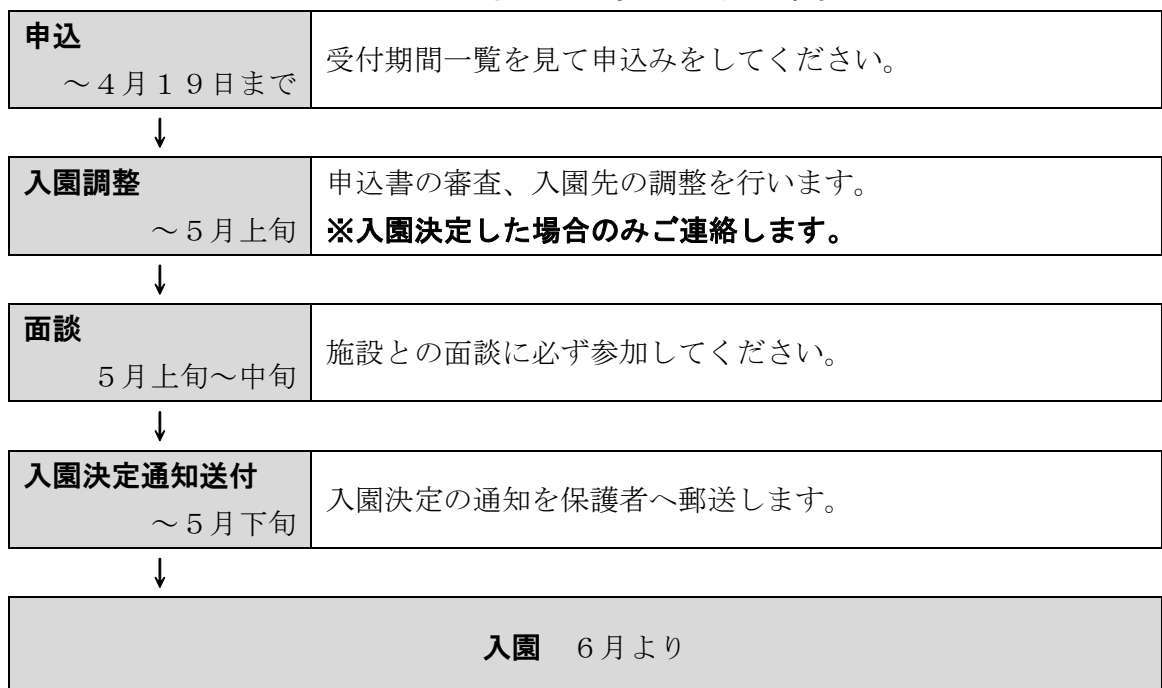 申込
～４月１９日まで
受付期間一覧を見て申込みをしてください。
↓
入園調整
～５月上旬
申込書の審査、入園先の調整を行います。
※入園決定した場合のみご連絡します。
↓
面談
５月上旬～中旬
施設との面談に必ず参加してください。
↓
入園決定通知送付
～５月下旬
入園決定の通知を保護者へ郵送します。
↓
入園　６月より